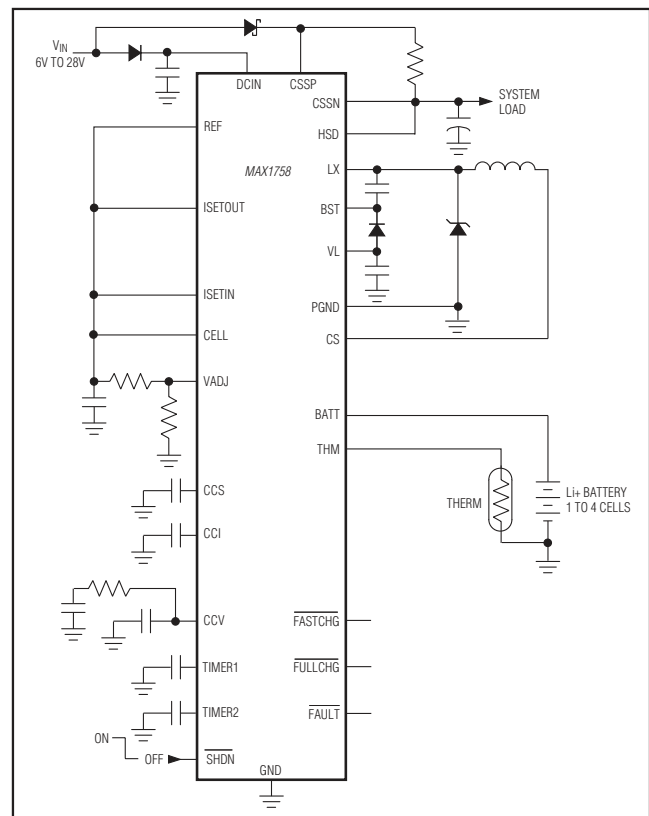 VIN
6V TO 28V
DCIN
CSSP
CSSN
SYSTEM
LOAD
HSD
REF
MAX1758
LX
ISETOUT
BST
VL
ISETIN
PGND
CELL
CS
VADJ
BATT
THM
CCS
THERM
Li+ BATTERY
1 TO 4 CELLS
CCI
CCV
FASTCHG
TIMER1
FULLCHG
TIMER2
FAULT
ON
OFF
SHDN
GND